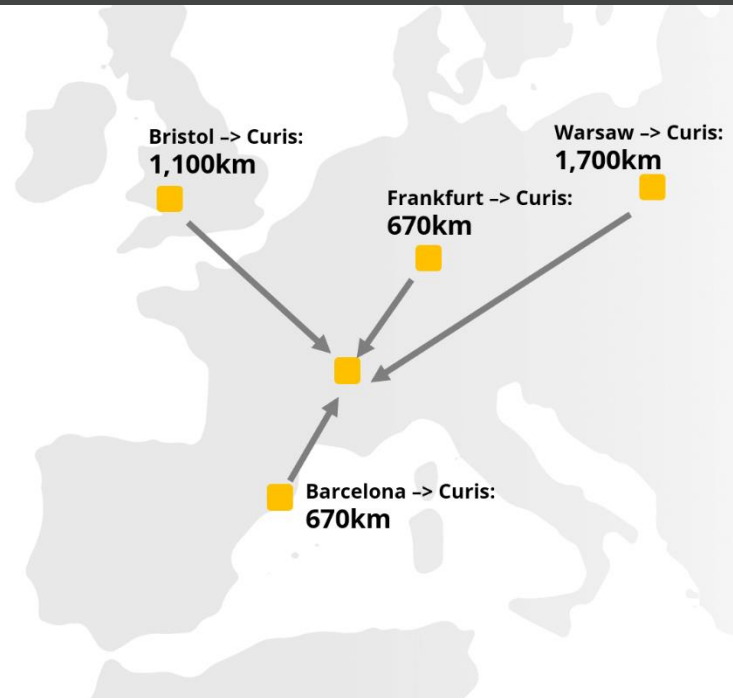 Bristol –> Curis:
1,100km
Warsaw –> Curis:
1,700km
Frankfurt –> Curis:
670km
Barcelona –> Curis:
670km